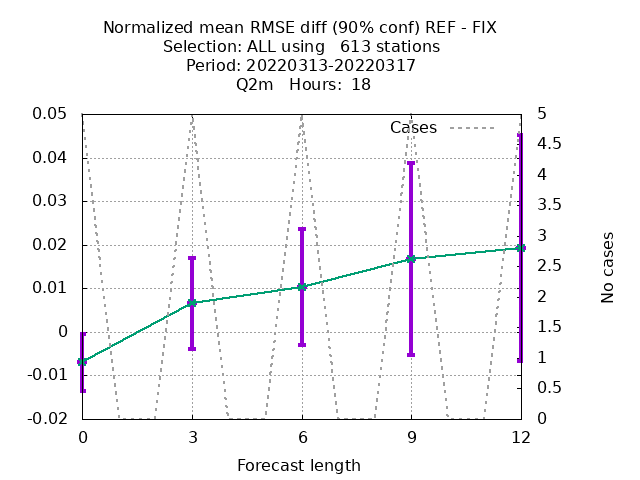 Normalized mean RMSE diff (90% conf) REF - FIX
Selection: ALL using   613 stations
Period: 20220313-20220317
Q2m   Hours:  18
Cases
0.05
0.04
0.03
0.02
0.01
0
-0.01
-0.02
5
4.5
4
3.5
3
2.5
2
1.5
1
0.5
0
No cases
0 3 6 9 12
Forecast length